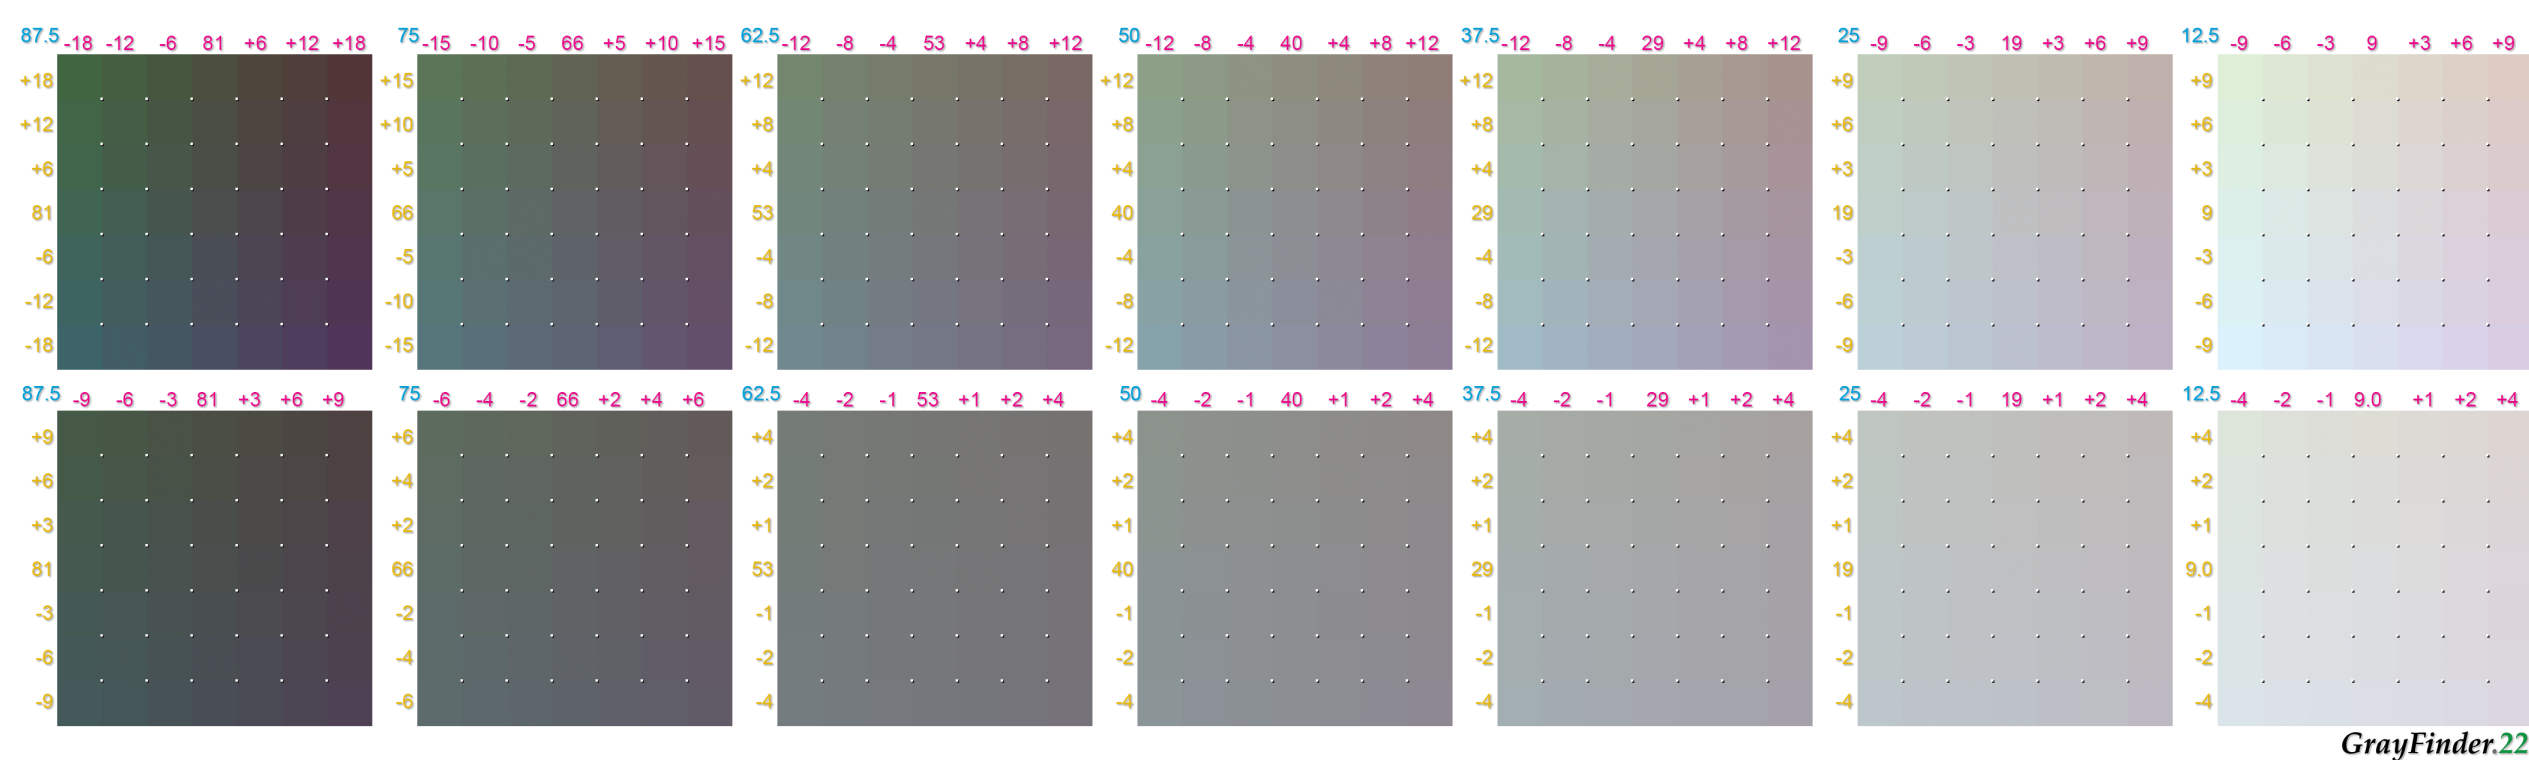 87.5 -18 -12 -6 81 +6 +12 +18 75 -15 -10 -5 66 +5 +10 +15 62.5 -12 -8 -4 53 +4 +8 +12 50 -12 -8 -4 40 +4 +8 +12 37.5 -12 -8 -4 29 +4 +8 +12 25 -9 -6 -3 19 +3 +6 +9 12.5 -9 -6 -3 9 +3 +6 +9
+18 +15 +12 +12 +12 +9 +9
+12 +10 +8 +8 +8 +6 +6
+6 +5 +4 +4 +4 +3 +3
81 66 53 40 29 19 9
-6 -5 -4 -4 -4 -3 -3
-12 -10 -8 -8 -8 -6 -6
-18 -15 -12 -12 -12 -9 -9
87.5 -9 -6 -3 81 +3 +6 +9 75 -6 -4 -2 66 +2 +4 +6 62.5 -4 -2 -1 53 +1 +2 +4 50 -4 -2 -1 40 +1 +2 +4 37.5 -4 -2 -1 29 +1 +2 +4 25 -4 -2 -1 19 +1 +2 +4 12.5 -4 -2 -1 9.0 +1 +2 +4
+9 +6 +4 +4 +4 +4 +4
+6 +4 +2 +2 +2 +2 +2
+3 +2 +1 +1 +1 +1 +1
81 66 53 40 29 19 9.0
-3 -2 -1 -1 -1 -1 -1
-6 -4 -2 -2 -2 -2 -2
-9 -6 -4 -4 -4 -4 -4
GrayFinder.22